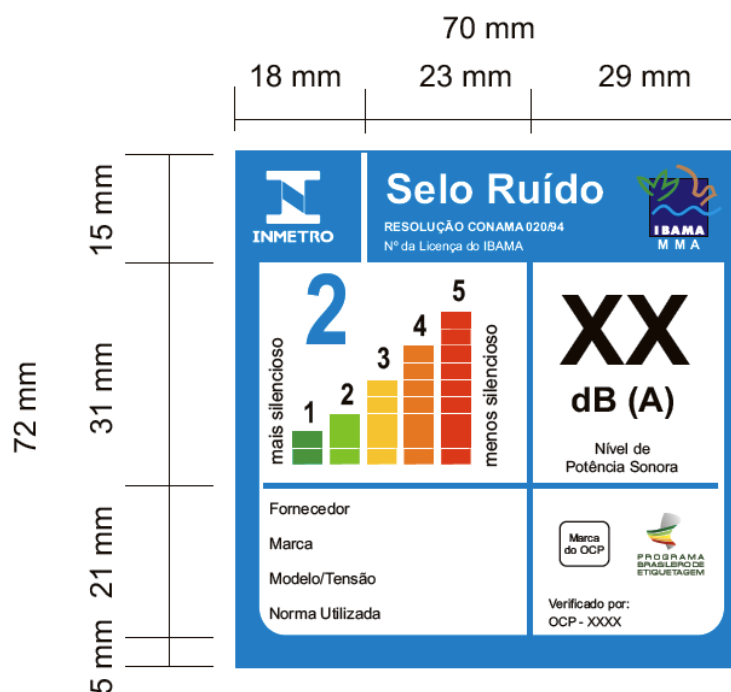 70 mm
18 mm
23 mm
29 mm
15 mm
31 mm
72 mm
21 mm
5 mm
INMETRO
Selo Ruído
RESOLUÇÃO CONAMA 020/94
Nº da Licença do IBAMA
IBAMA
MMA
2
mais silencioso
1
2
3
4
5
menos silencioso
XX
dB (A)
Nível de
Potência Sonora
Fornecedor
Marca
Modelo/Tensão
Norma Utilizada
Marca
do OCP
PROGRAMA
BRASILEIRO DE
ETIQUETAGEM
Verificado por:
OCP - XXXX